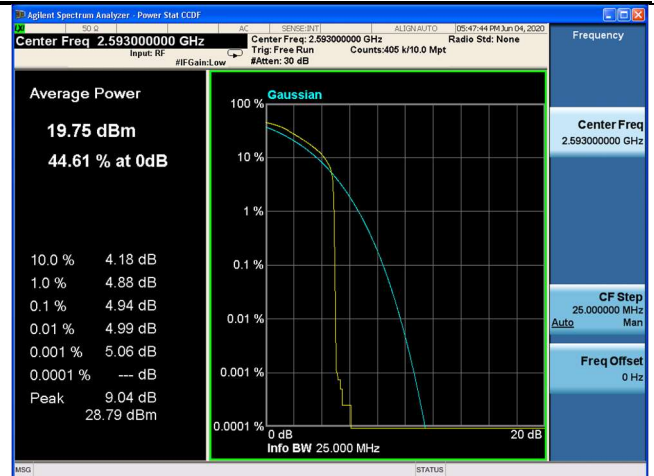 Agilent Spectrum Analyzer - Power Stat CCDF
50 Ω AC SENSE:INT ALIGN AUTO 05:47:44 PM Jun 04, 2020
Center Freq 2.593000000 GHz Center Freq: 2.593000000 GHz Radio Std: None Frequency
Input: RF Trig: Free Run Counts:405 k/10.0 Mpt
#IFGain:Low #Atten: 30 dB
Average Power
19.75 dBm
44.61 % at 0dB
10.0 % 4.18 dB
1.0 % 4.88 dB
0.1 % 4.94 dB
0.01 % 4.99 dB
0.001 % 5.06 dB
0.0001 % --- dB
Peak 9.04 dB
28.79 dBm
Gaussian
100 %
10 %
1 %
0.1 %
0.01 %
0.001 %
0.0001 %
0 dB 20 dB
Info BW 25.000 MHz
Center Freq
2.593000000 GHz
CF Step
25.000000 MHz
Auto Man
Freq Offset
0 Hz
MSG STATUS